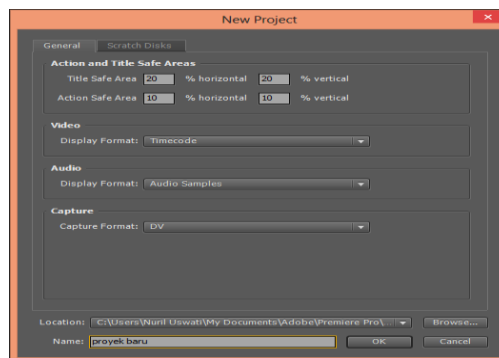 New Project
General Scratch Disks
Action and Title Safe Areas
Title Safe Area 20 % horizontal 20 % vertical
Action Safe Area 10 % horizontal 10 % vertical
Video
Display Format: Timecode
Audio
Display Format: Audio Samples
Capture
Capture Format: DV
Location: C:\Users\Nuril Uswati\My Documents\Adobe\Premiere Pro\... Browse...
Name: proyek baru OK Cancel